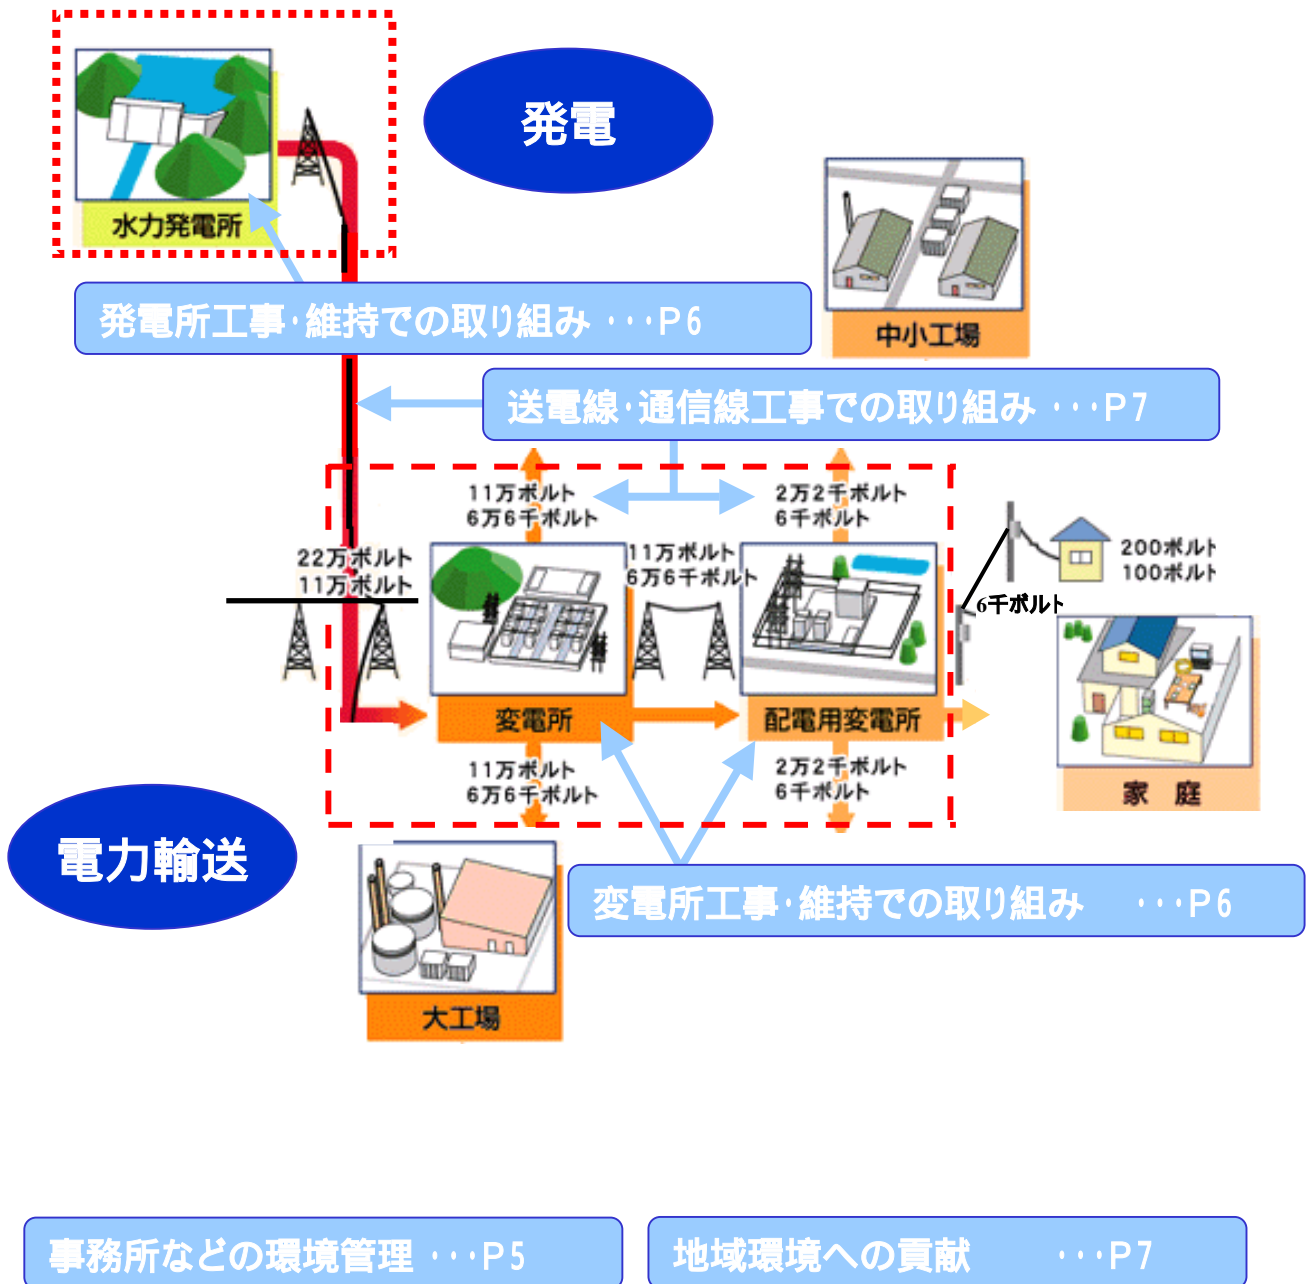 発電
水力発電所
発電所工事・維持での取り組み ・・・P6
中小工場
送電線・通信線工事での取り組み ・・・P7
11万ボルト
6万6千ボルト
2万2千ボルト
6千ボルト
22万ボルト
11万ボルト
11万ボルト
6万6千ボルト
200ボルト
100ボルト
6千ボルト
変電所
配電用変電所
11万ボルト
6万6千ボルト
2万2千ボルト
6千ボルト
家 庭
電力輸送
変電所工事・維持での取り組み ・・・P6
大工場
事務所などの環境管理 ・・・P5
地域環境への貢献 ・・・P7